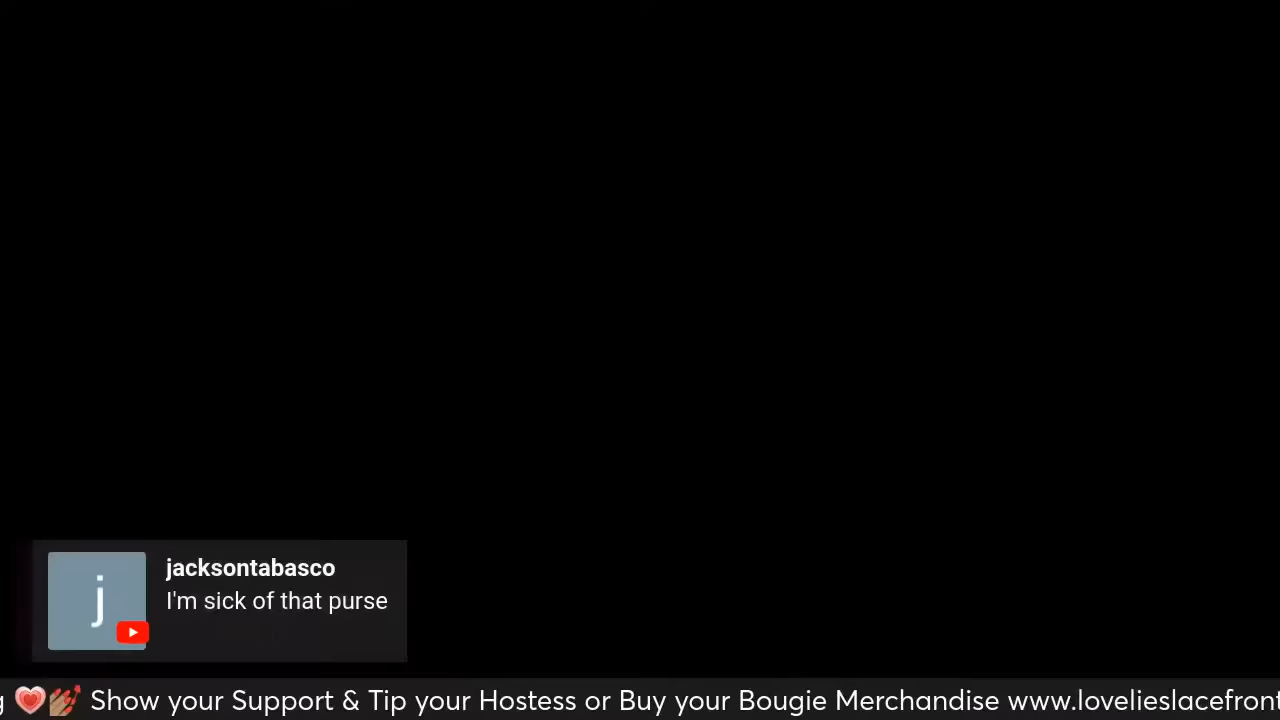 jacksontabasco
I'm sick of that purse
g 💗💅🏽 Show your Support & Tip your Hostess or Buy your Bougie Merchandise www.lovelieslacefront